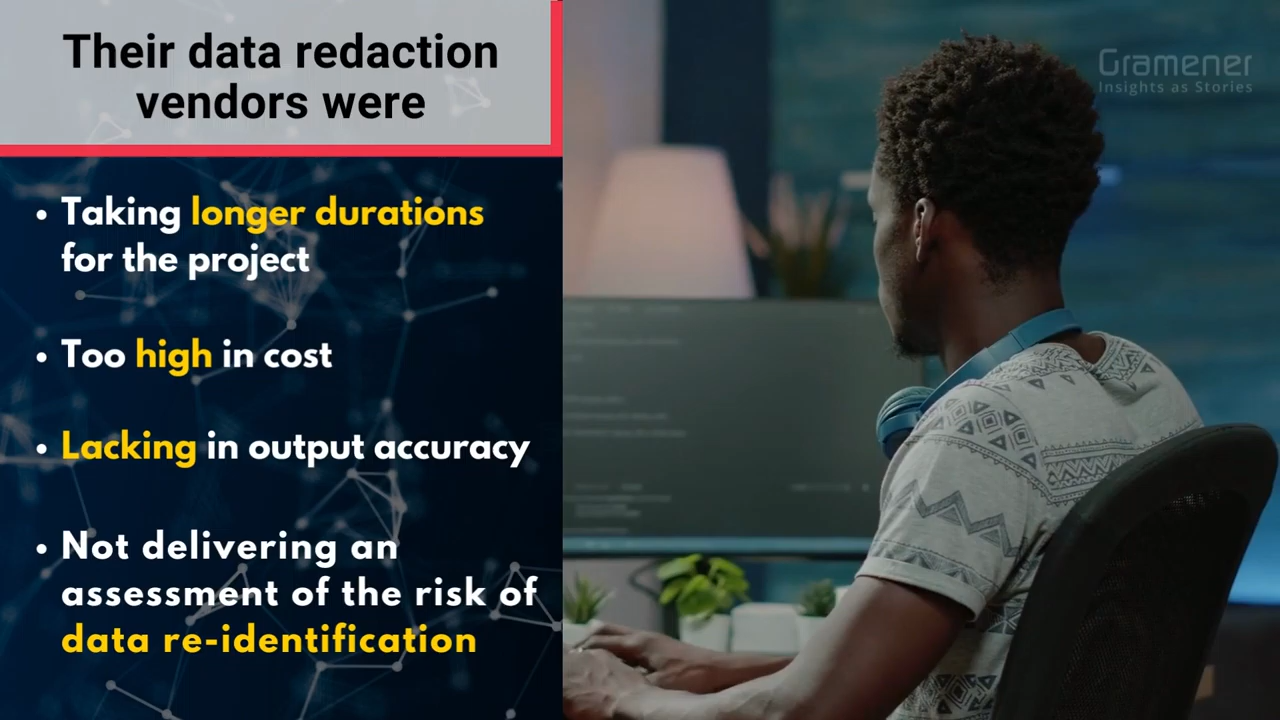 Their data redaction
vendors were
• Taking longer durations
for the project
• Too high in cost
• Lacking in output accuracy
• Not delivering an
assessment of the risk of
data re-identification
Gramener
Insights as Stories